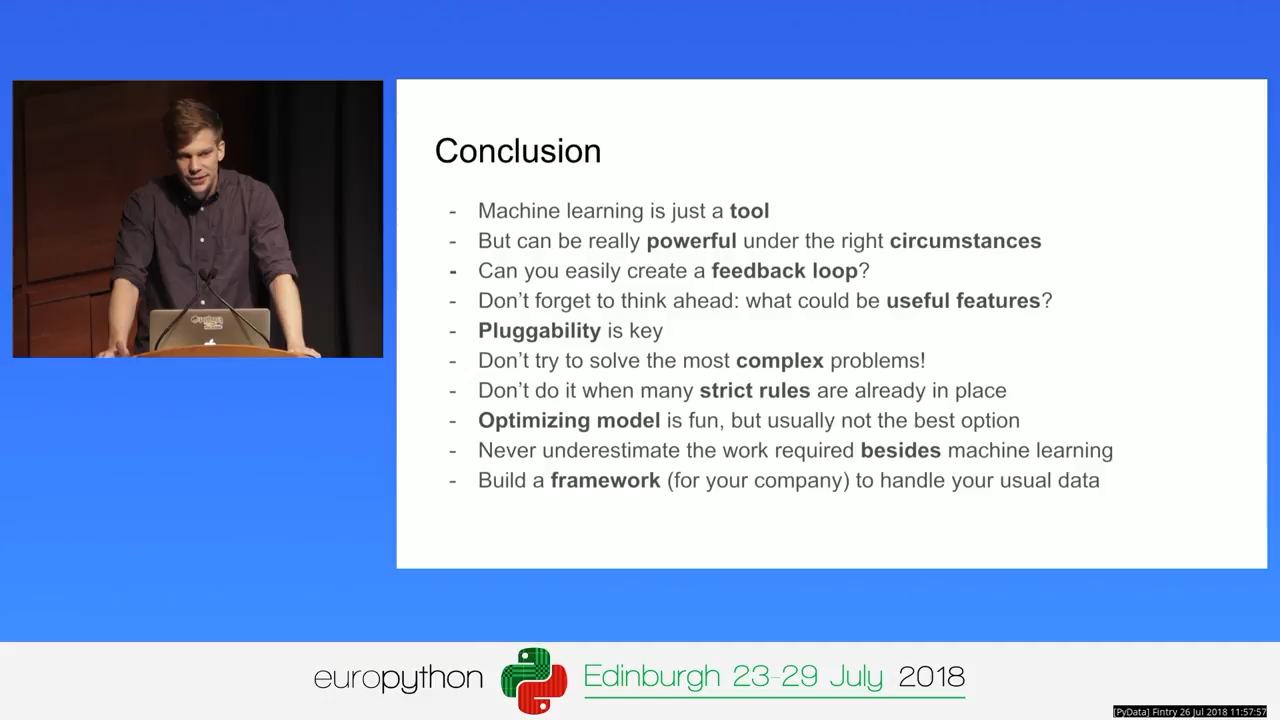 Conclusion
- Machine learning is just a tool
- But can be really powerful under the right circumstances
- Can you easily create a feedback loop?
- Don't forget to think ahead: what could be useful features?
- Pluggability is key
- Don't try to solve the most complex problems!
- Don't do it when many strict rules are already in place
- Optimizing model is fun, but usually not the best option
- Never underestimate the work required besides machine learning
- Build a framework (for your company) to handle your usual data
europython Edinburgh 23-29 July 2018
[PyData] Fintry 26 Jul 2018 11:57:57